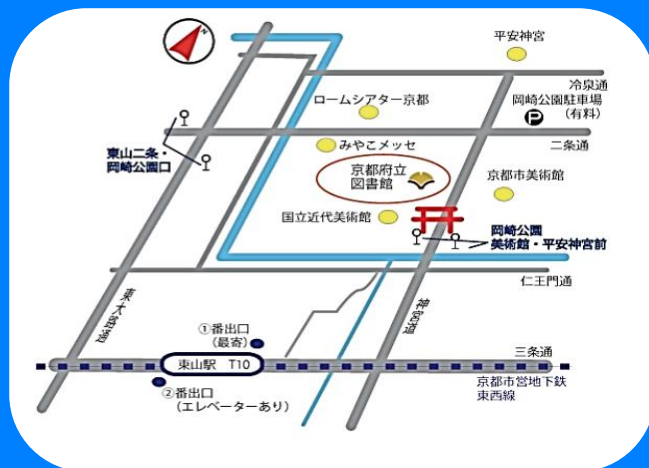 N
平安神宮
冷泉通
ロームシアター京都
岡崎公園駐車場
(有料)
P
二条通
東山二条・
岡崎公園口
みやこメッセ
京都府立
図書館
京都市美術館
国立近代美術館
岡崎公園
美術館・平安神宮前
仁王門通
東大路通
神宮道
①番出口
(最寄)
三条通
東山駅 T10
京都市営地下鉄
東西線
②番出口
(エレベーターあり)